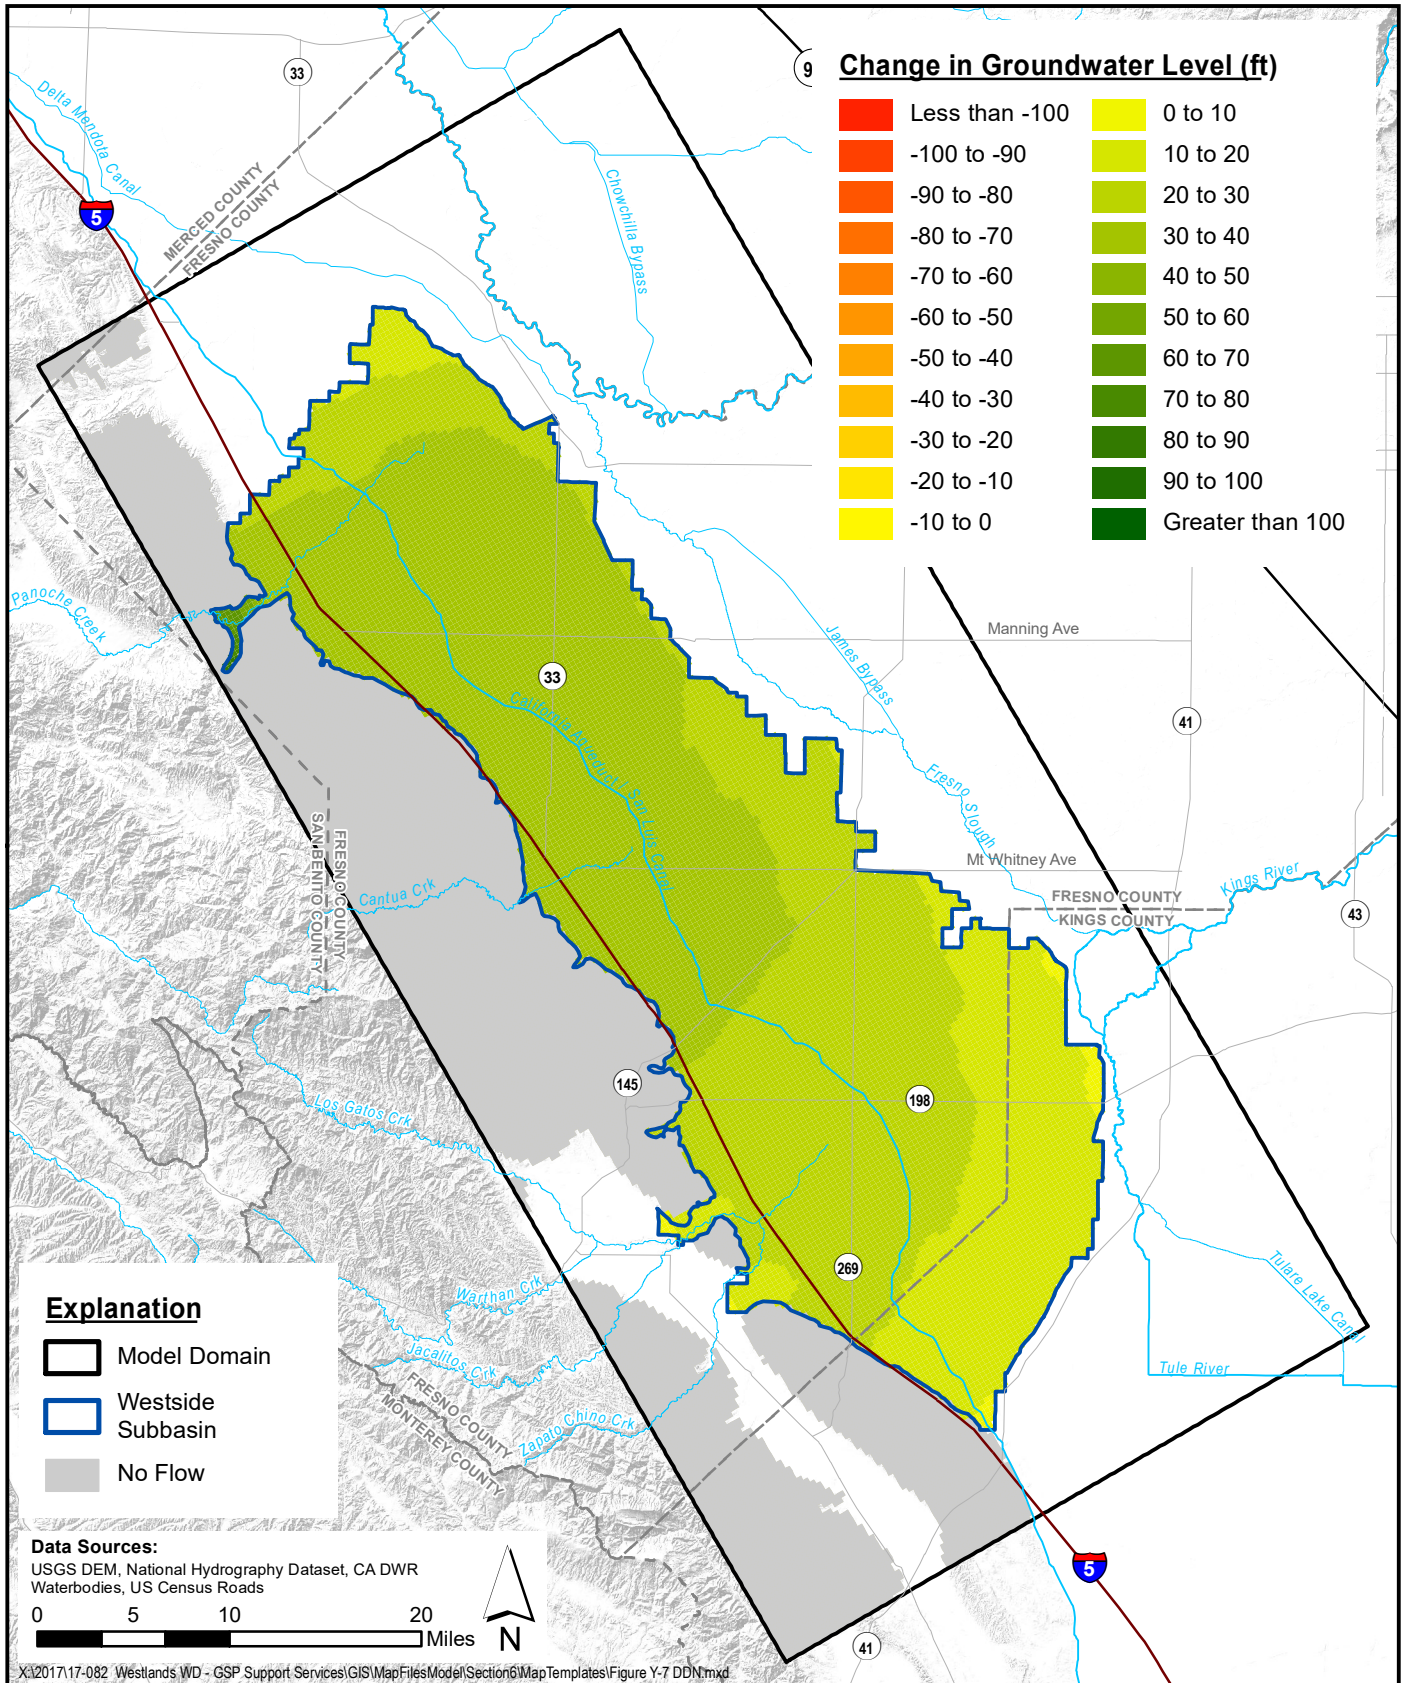 33
9
Change in Groundwater Level (ft)
Less than -100
-100 to -90
-90 to -80
-80 to -70
-70 to -60
-60 to -50
-50 to -40
-40 to -30
-30 to -20
-20 to -10
-10 to 0
0 to 10
10 to 20
20 to 30
30 to 40
40 to 50
50 to 60
60 to 70
70 to 80
80 to 90
90 to 100
Greater than 100
Delta Mendota Canal
5
MERCED COUNTY
FRESNO COUNTY
Chowchilla Bypass
Panoche Creek
James Bypass
Manning Ave
33
California Aqueduct / San Luis Canal
41
Fresno Slough
SAN BENITO COUNTY
FRESNO COUNTY
Mt Whitney Ave
Kings River
Cantua Crk
FRESNO COUNTY
KINGS COUNTY
43
145
198
Los Gatos Crk
269
Warthan Crk
Tulare Lake Canal
Jacalitos Crk
Tule River
FRESNO COUNTY
MONTEREY COUNTY
Zapato Chino Crk
Explanation
Model Domain
Westside
Subbasin
No Flow
Data Sources:
USGS DEM, National Hydrography Dataset, CA DWR
Waterbodies, US Census Roads
0 5 10 20
Miles
N
5
41
X:\2017\17-082 Westlands WD - GSP Support Services\GIS\MapFilesModel\Section6\MapTemplates\Figure Y-7 DDN.mxd